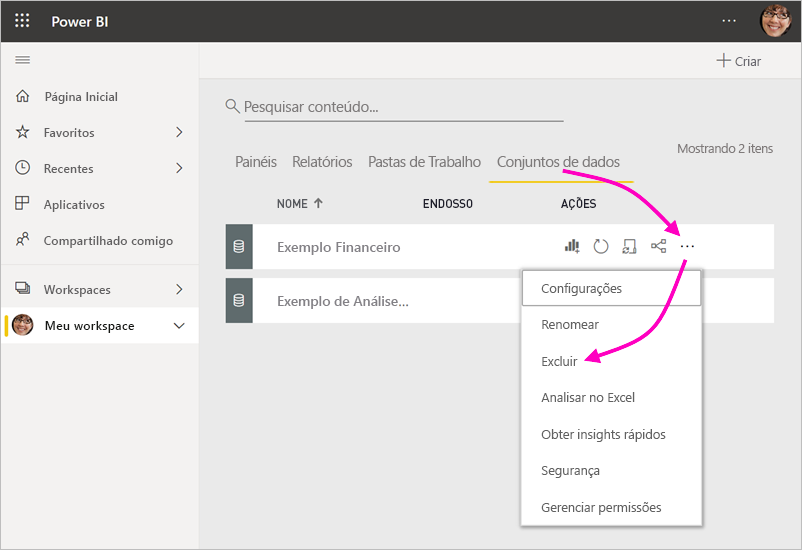 Power BI
Criar
Página Inicial
Favoritos
Recentes
Aplicativos
Compartilhado comigo
Workspaces
Meu workspace
Pesquisar conteúdo...
Painéis Relatórios Pastas de Trabalho Conjuntos de dados
Mostrando 2 itens
NOME ENDOSSO AÇÕES
Exemplo Financeiro
Exemplo de Análise...
Configurações
Renomear
Excluir
Analisar no Excel
Obter insights rápidos
Segurança
Gerenciar permissões